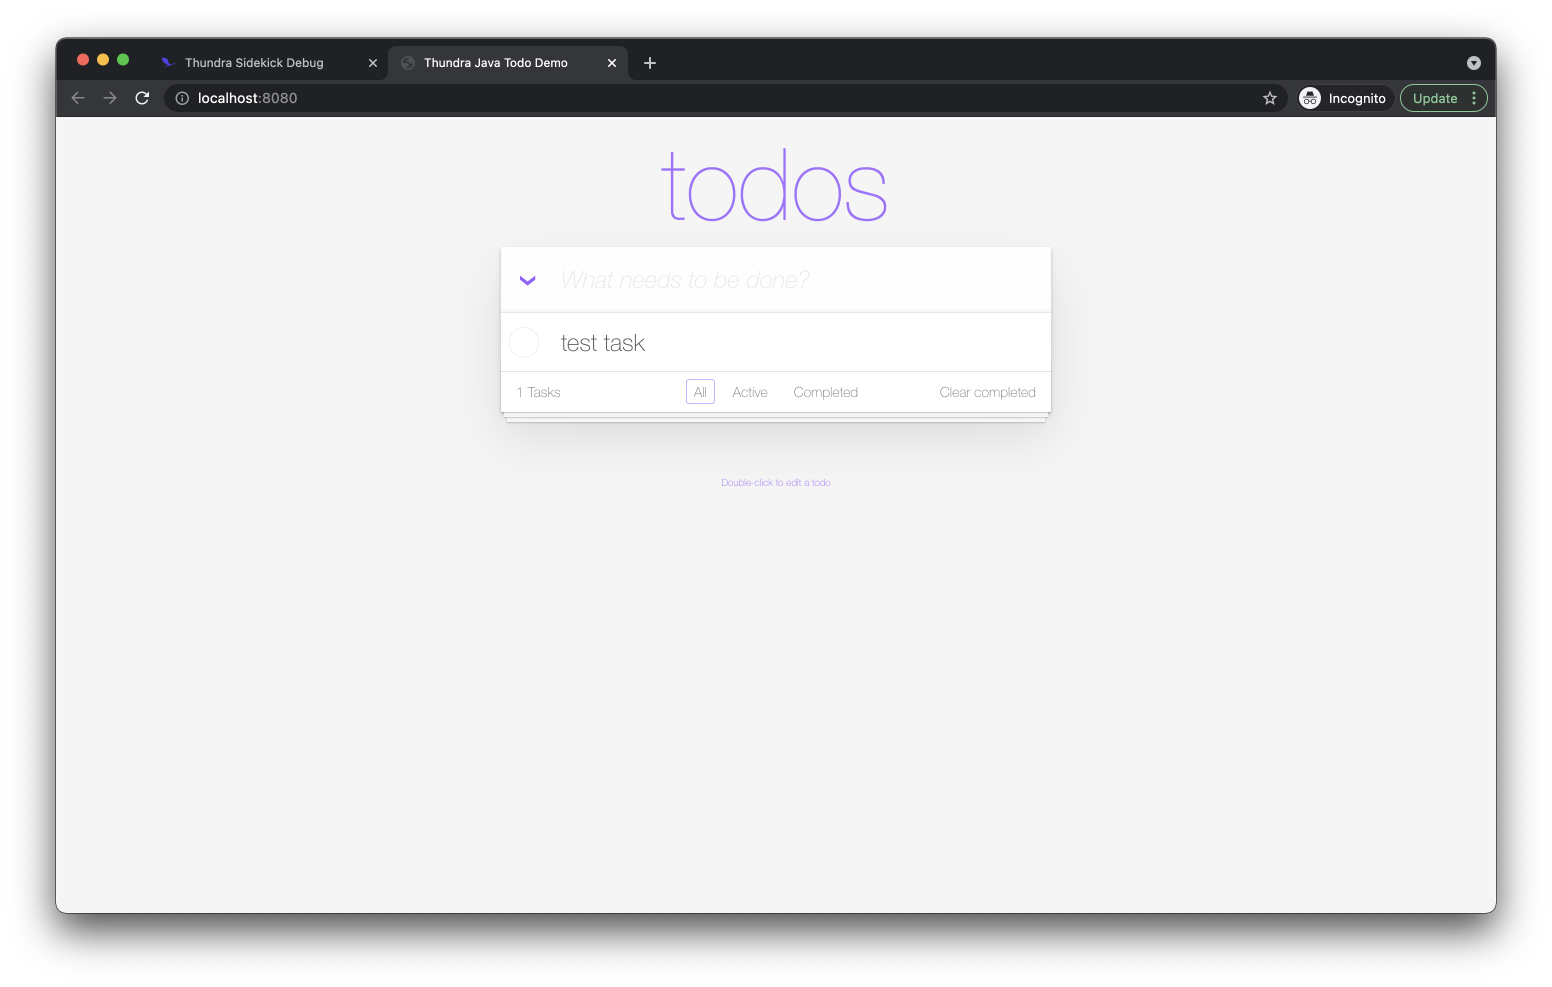 Thundra Sidekick Debug
Thundra Java Todo Demo
localhost:8080
Incognito
Update
todos
What needs to be done?
test task
1 Tasks
All
Active
Completed
Clear completed
Double-click to edit a todo